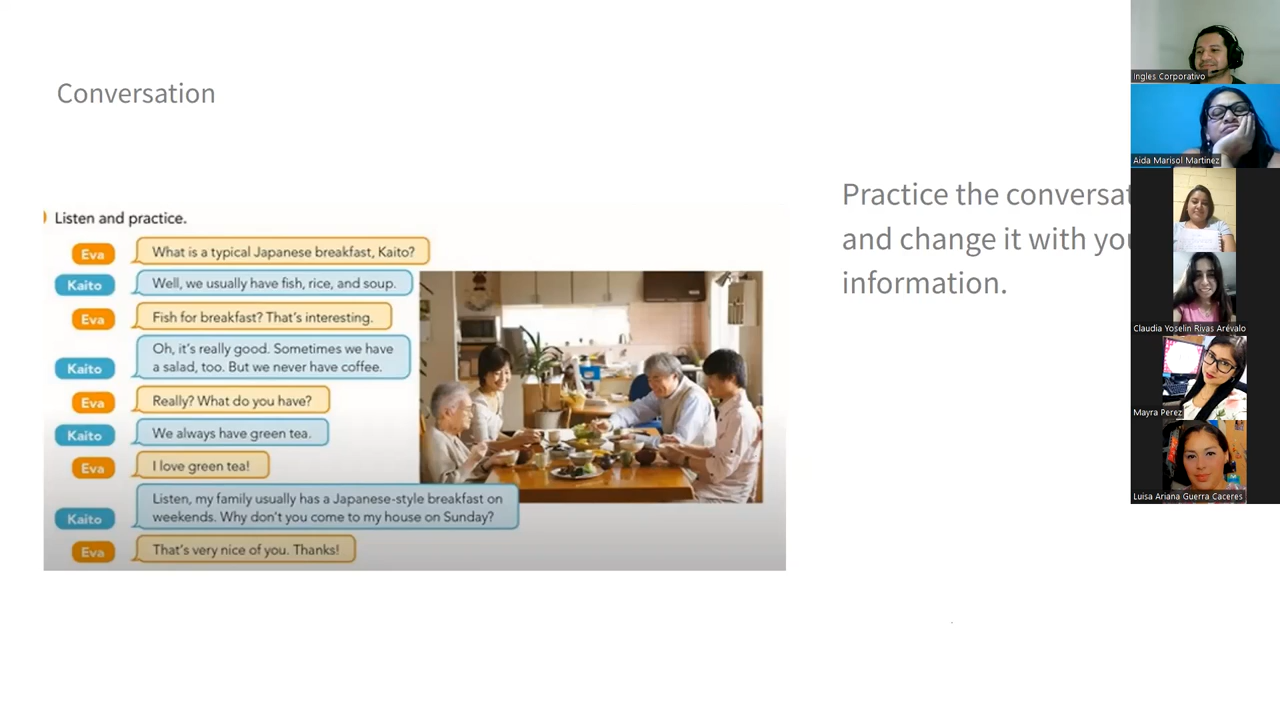 Conversation
Listen and practice.
Eva
What is a typical Japanese breakfast, Kaito?
Kaito
Well, we usually have fish, rice, and soup.
Eva
Fish for breakfast? That's interesting.
Kaito
Oh, it's really good. Sometimes we have
a salad, too. But we never have coffee.
Eva
Really? What do you have?
Kaito
We always have green tea.
Eva
I love green tea!
Kaito
Listen, my family usually has a Japanese-style breakfast on
weekends. Why don't you come to my house on Sunday?
Eva
That's very nice of you. Thanks!
Practice the conversat
and change it with you
information.
Ingles Corporativo
Aida Marisol Martinez
Claudia Yoselin Rivas Arévalo
Mayra Perez
Luisa Ariana Guerra Caceres